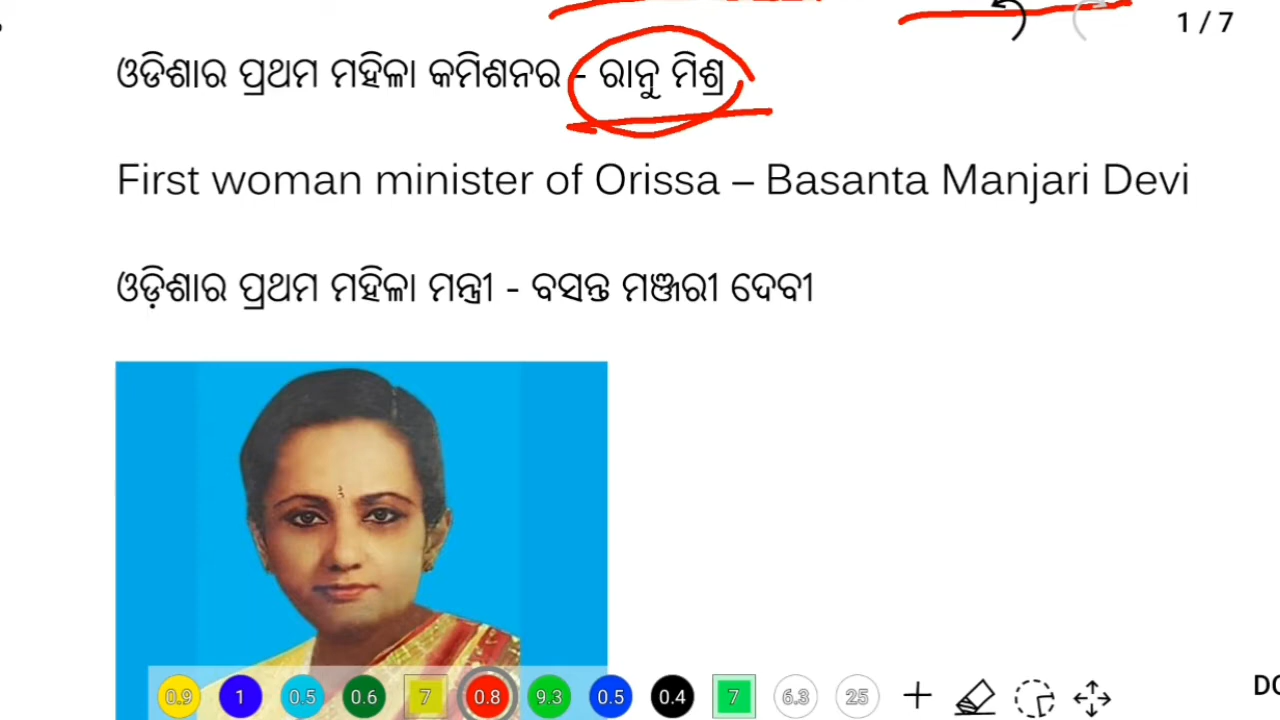 1 / 7
ଓଡିଶାର ପ୍ରଥମ ମହିଳା କମିଶନର - ରାନୁ ମିଶ୍ର
First woman minister of Orissa – Basanta Manjari Devi
ଓଡ଼ିଶାର ପ୍ରଥମ ମହିଳା ମନ୍ତ୍ରୀ - ବସନ୍ତ ମଞ୍ଜରୀ ଦେବୀ
0.9 1 0.5 0.6 7 0.8 9.3 0.5 0.4 7 6.3 25